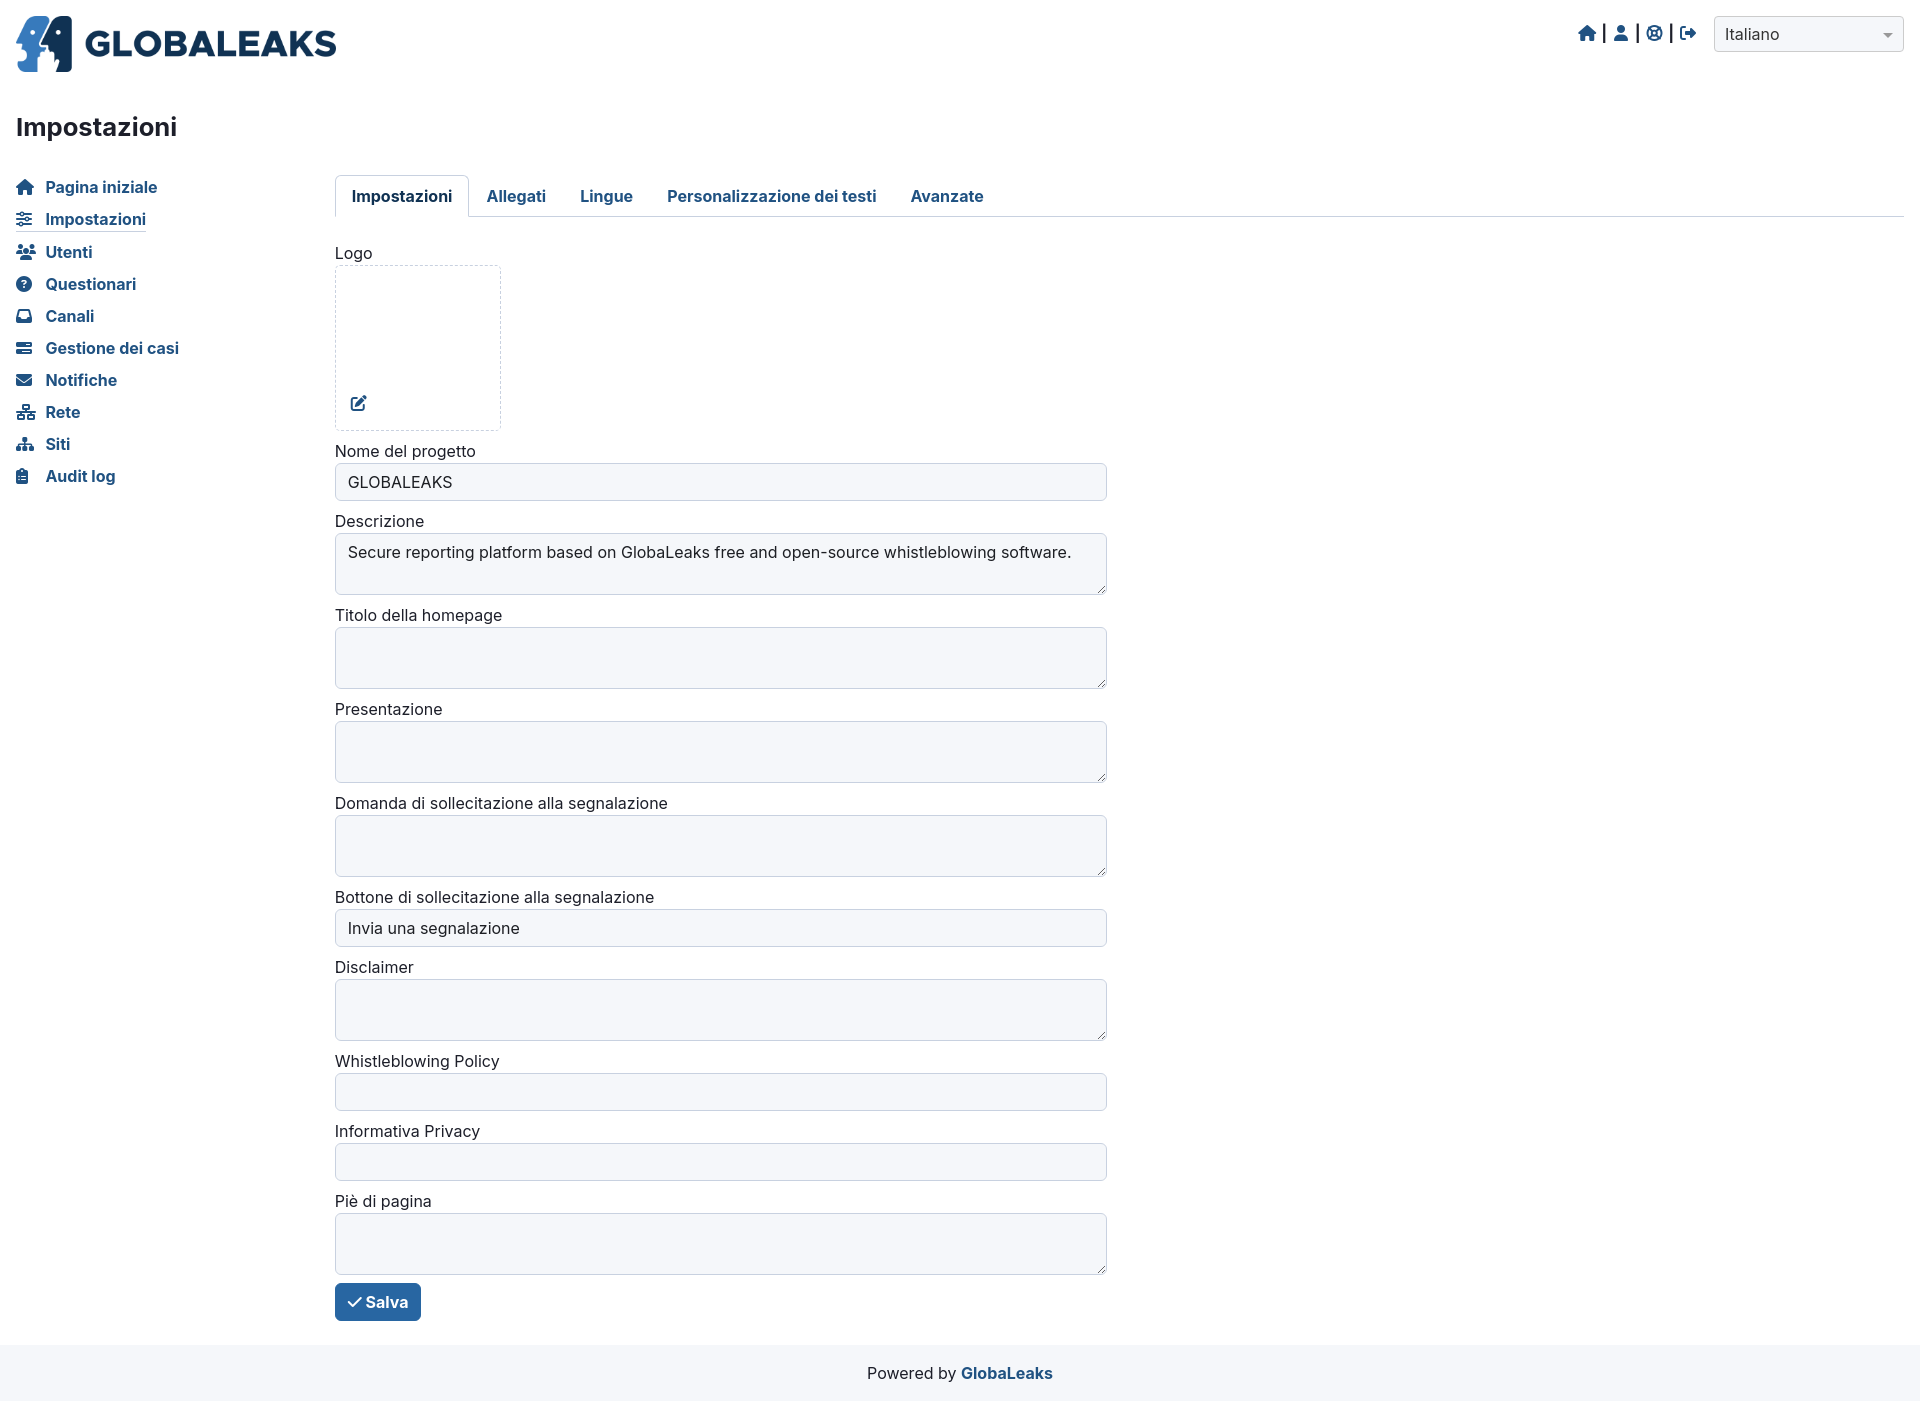 GLOBALEAKS
Italiano
Impostazioni
Pagina iniziale
Impostazioni
Utenti
Questionari
Canali
Gestione dei casi
Notifiche
Rete
Siti
Audit log
Impostazioni Allegati Lingue Personalizzazione dei testi Avanzate
Logo
Nome del progetto
GLOBALEAKS
Descrizione
Secure reporting platform based on GlobaLeaks free and open-source whistleblowing software.
Titolo della homepage
Presentazione
Domanda di sollecitazione alla segnalazione
Bottone di sollecitazione alla segnalazione
Invia una segnalazione
Disclaimer
Whistleblowing Policy
Informativa Privacy
Piè di pagina
Salva
Powered by GlobaLeaks